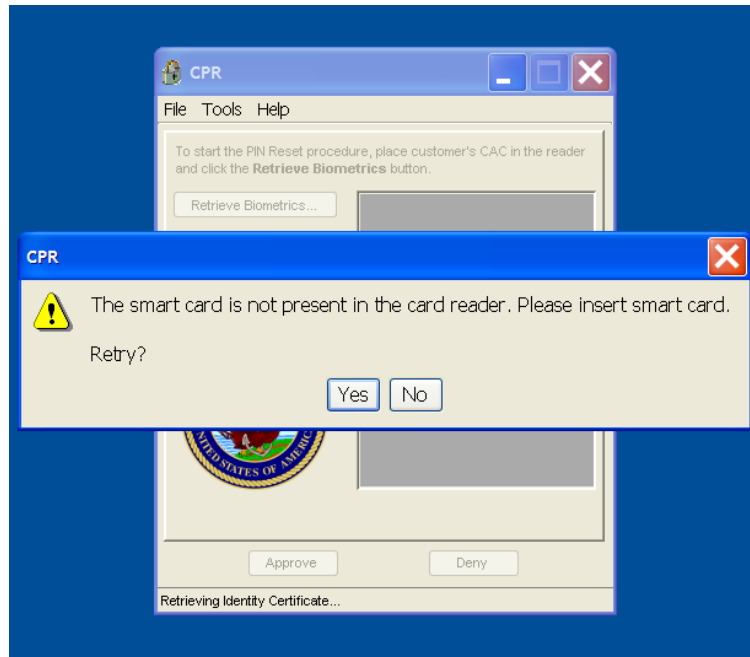 CPR
File Tools Help
To start the PIN Reset procedure, place customer's CAC in the reader
and click the Retrieve Biometrics button.
Retrieve Biometrics...
CPR
The smart card is not present in the card reader. Please insert smart card.
Retry?
Yes No
UNITED STATES OF AMERICA
Approve Deny
Retrieving Identity Certificate...